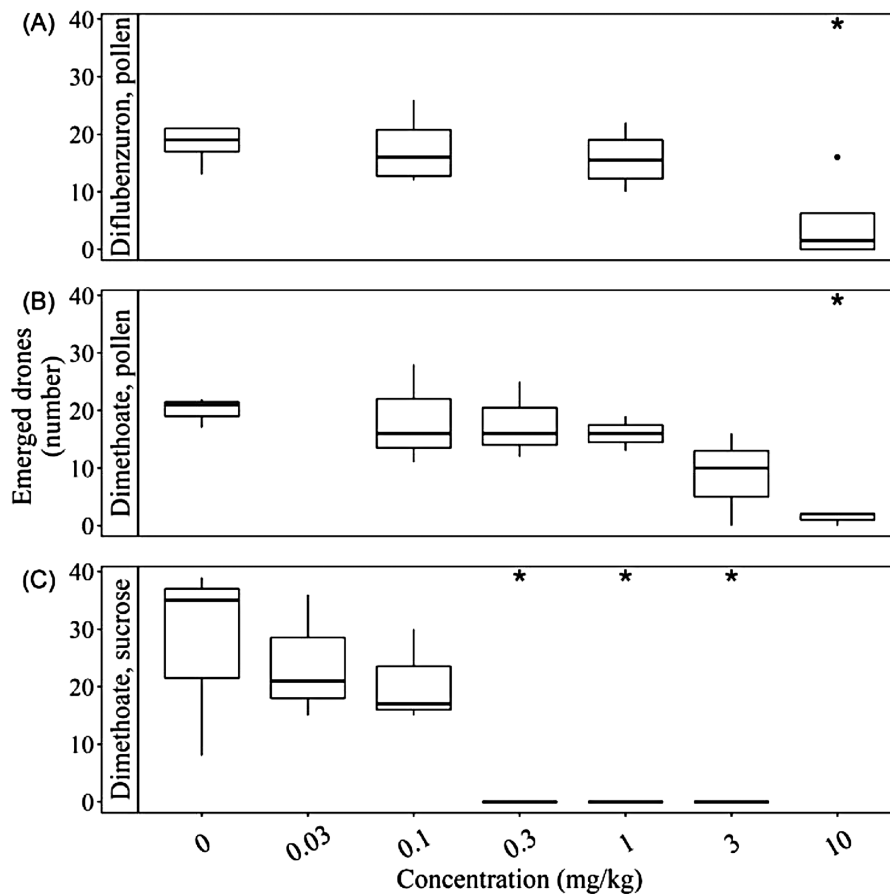 (A)
Diflubenzuron, pollen
40
30
20
10
0
*
(B)
Dimethoate, pollen
40
30
20
10
0
*
Emerged drones
(number)
(C)
Dimethoate, sucrose
40
30
20
10
0
* * *
0 0.03 0.1 0.3 1 3 10
Concentration (mg/kg)